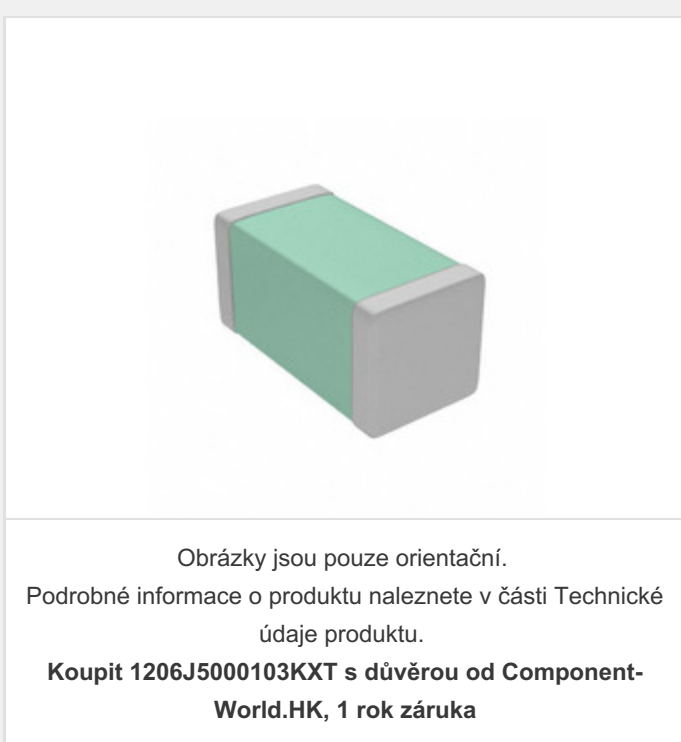 Obrázky jsou pouze orientační.
Podrobné informace o produktu naleznete v části Technické
údaje produktu.
Koupit 1206J5000103KXT s důvěrou od Component-
World.HK, 1 rok záruka